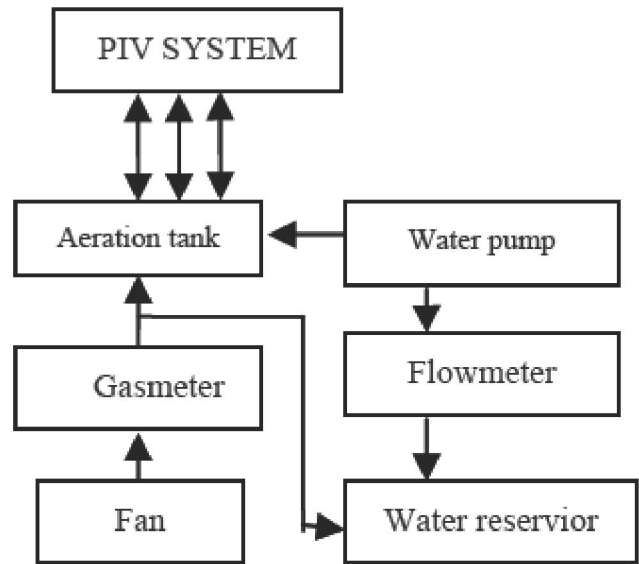 PIV SYSTEM
Aeration tank
Water pump
Gasmeter
Flowmeter
Fan
Water reservior